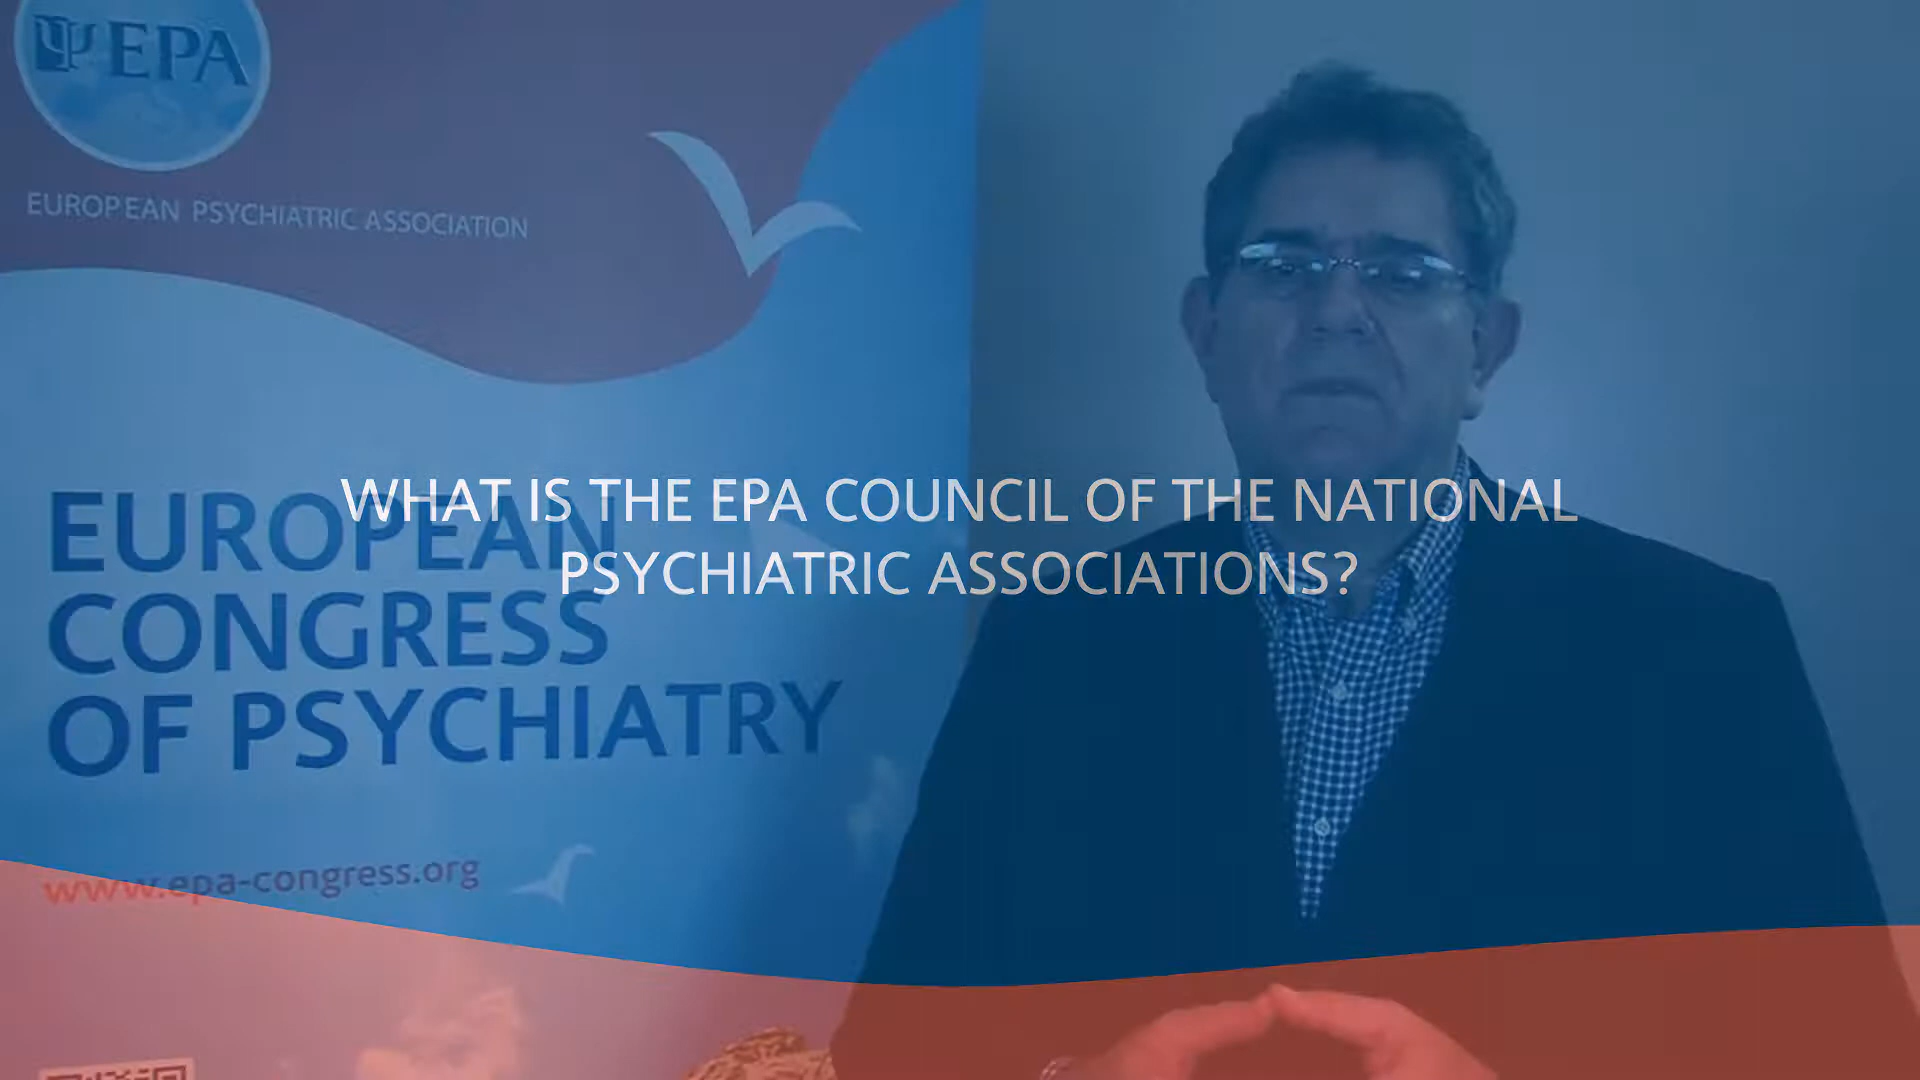 ΨEPA
EUROPEAN PSYCHIATRIC ASSOCIATION
WHAT IS THE EPA COUNCIL OF THE NATIONAL
PSYCHIATRIC ASSOCIATIONS?
EUROPEAN
CONGRESS
OF PSYCHIATRY
www.epa-congress.org